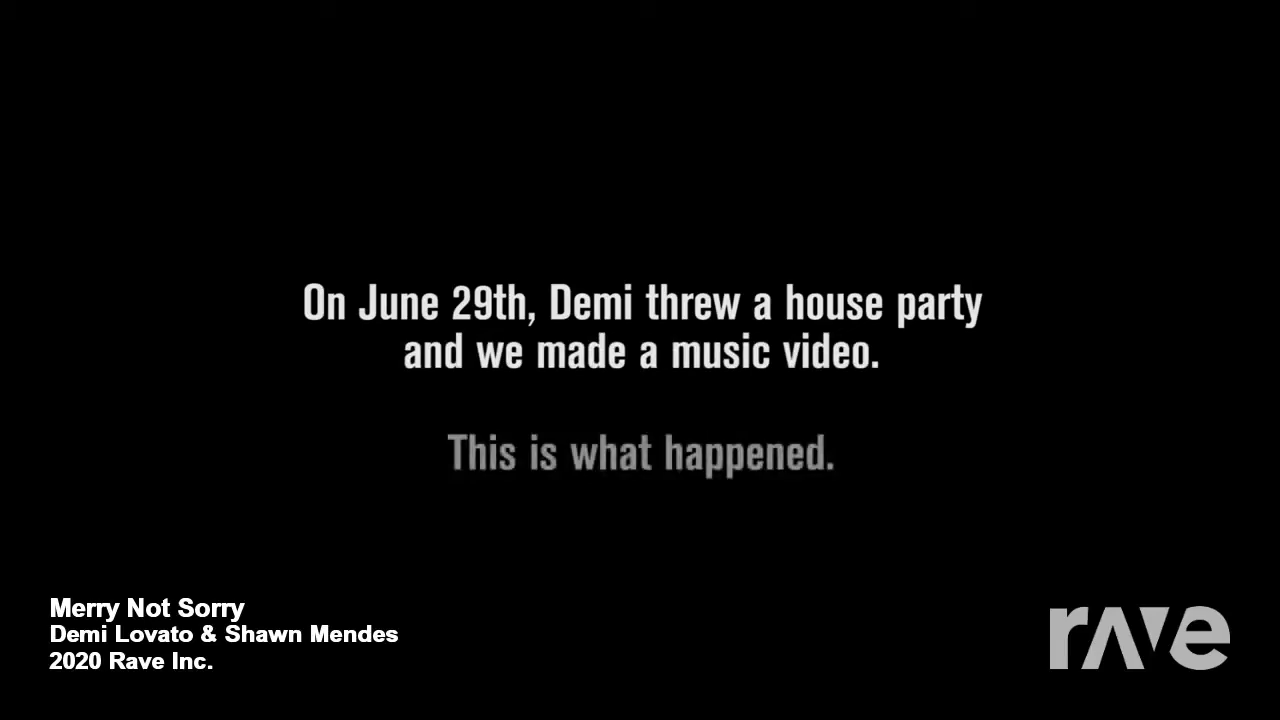 On June 29th, Demi threw a house party
and we made a music video.
This is what happened.
Merry Not Sorry
Demi Lovato & Shawn Mendes
2020 Rave Inc.
rave